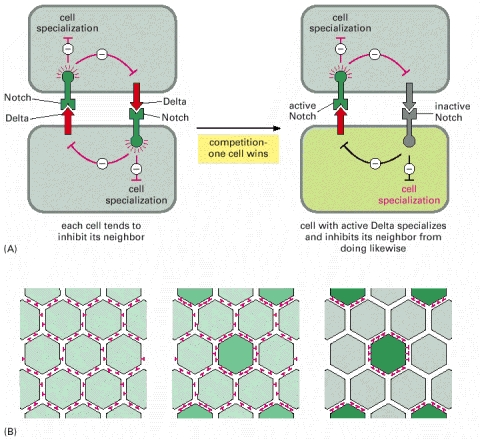 cell
specialization
Notch
Delta
Delta
Notch
cell
specialization
each cell tends to
inhibit its neighbor
competition-
one cell wins
cell
specialization
active
Notch
inactive
Notch
cell
specialization
cell with active Delta specializes
and inhibits its neighbor from
doing likewise
(A)
(B)